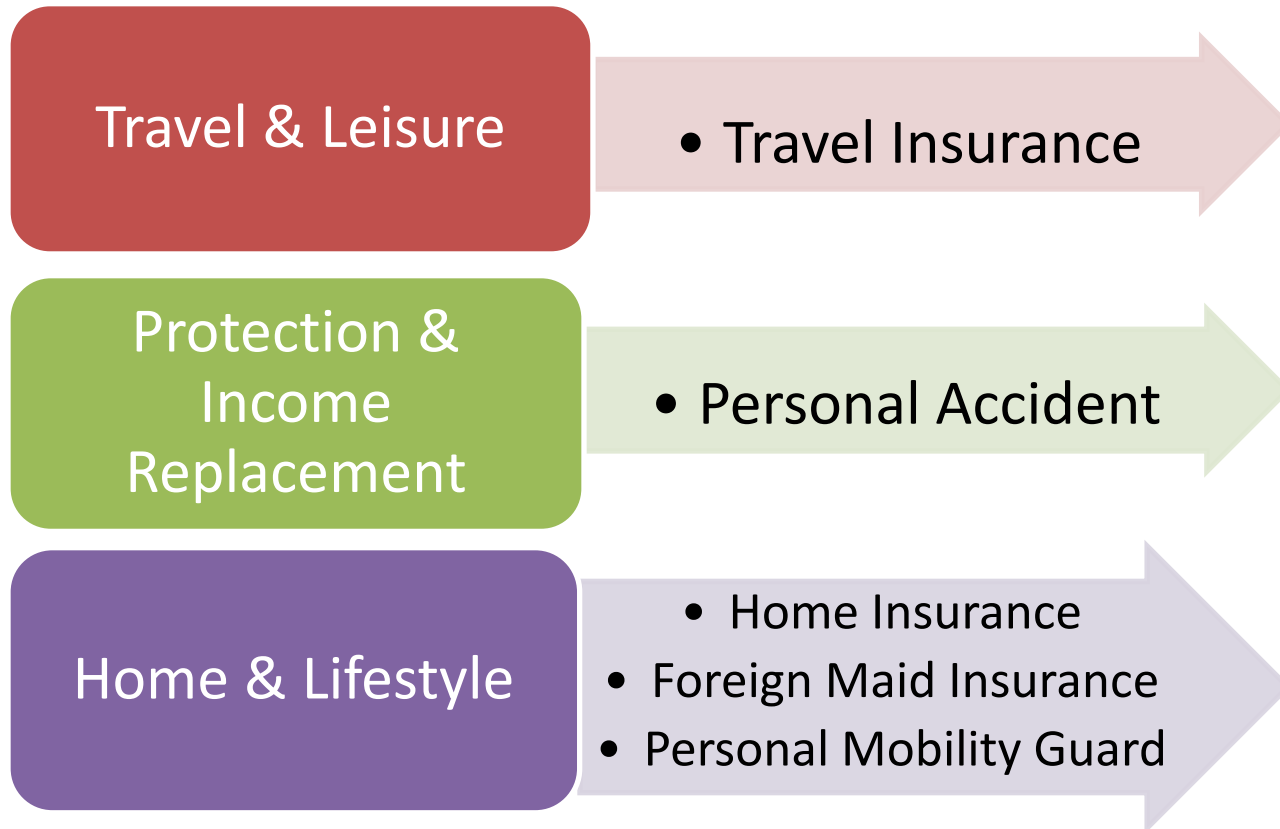 Travel & Leisure
• Travel Insurance
Protection &
Income
Replacement
• Personal Accident
Home & Lifestyle
• Home Insurance
• Foreign Maid Insurance
• Personal Mobility Guard